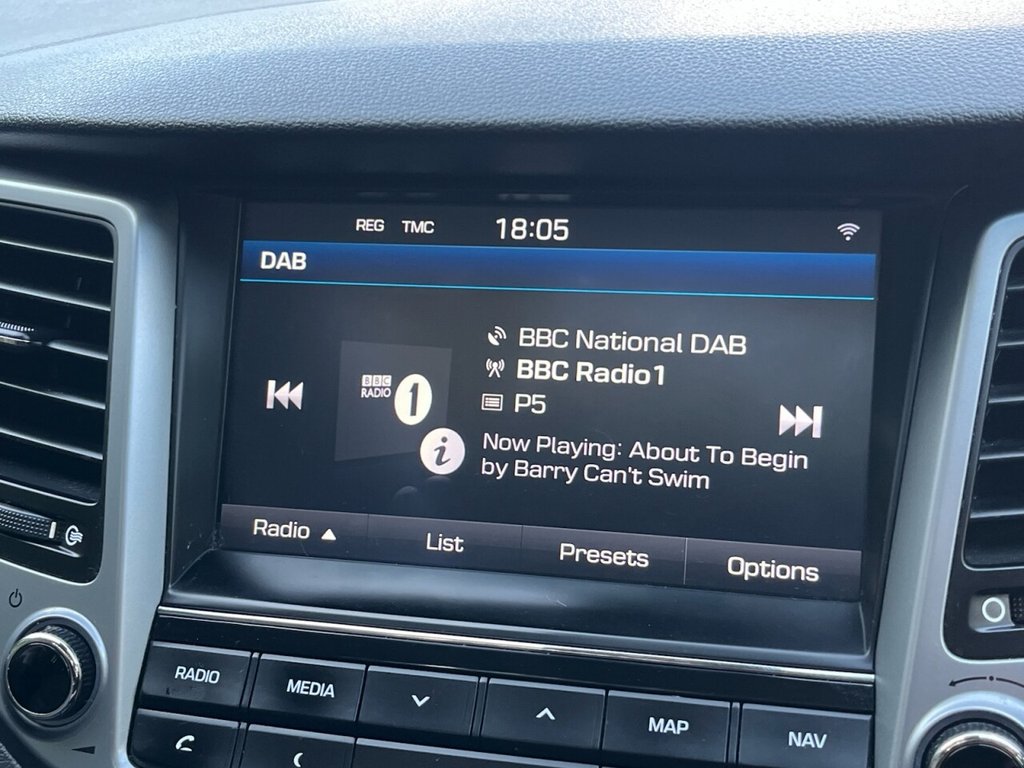 REG TMC 18:05
DAB
BBC National DAB
BBC Radio1
P5
BBC
RADIO 1
i
Now Playing: About To Begin
by Barry Can't Swim
Radio List Presets Options
RADIO MEDIA MAP NAV